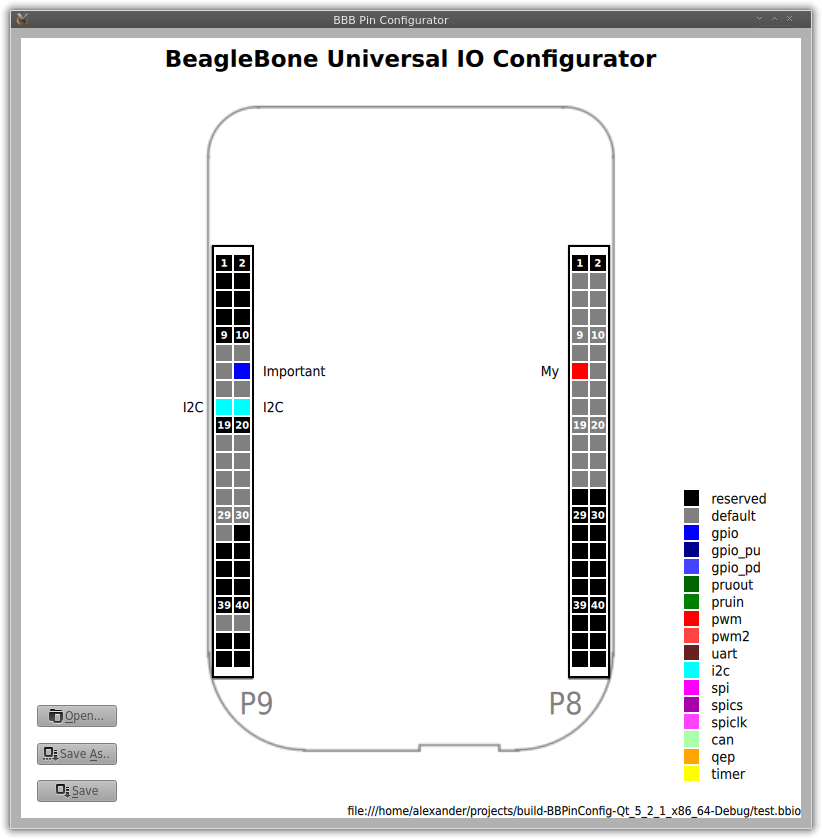 BBB Pin Configurator
BeagleBone Universal IO Configurator
1 2
1 2
9 10
9 10
Important
My
I2C
I2C
19 20
19 20
29 30
29 30
39 40
39 40
P9
P8
reserved
default
gpio
gpio_pu
gpio_pd
pruout
pruin
pwm
pwm2
uart
i2c
spi
spics
spiclk
can
qep
timer
Open...
Save As..
Save
file:///home/alexander/projects/build-BBPinConfig-Qt_5_2_1_x86_64-Debug/test.bbio